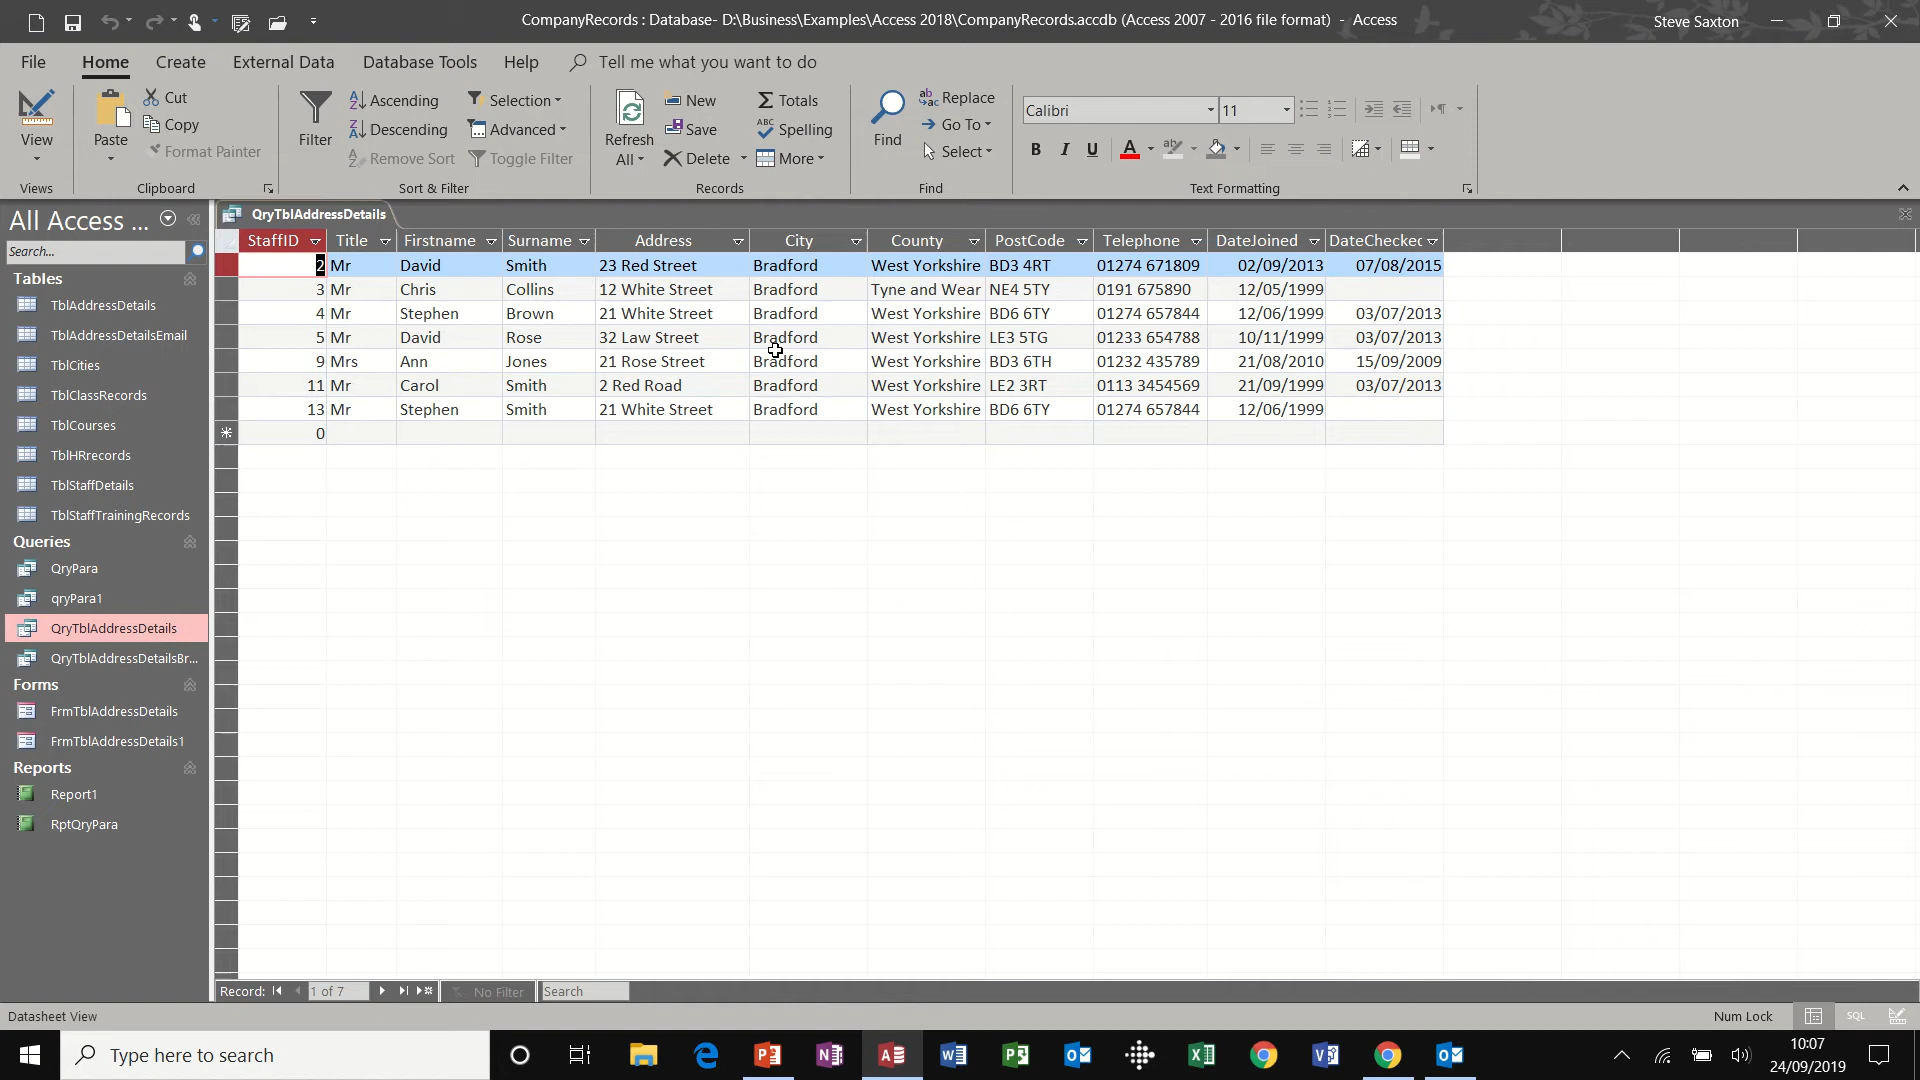 CompanyRecords : Database- D:\Business\Examples\Access 2018\CompanyRecords.accdb (Access 2007 - 2016 file format) - Access
Steve Saxton
File Home Create External Data Database Tools Help Tell me what you want to do
View
Views
Paste
Cut
Copy
Format Painter
Clipboard
Filter
Ascending
Descending
Remove Sort
Selection
Advanced
Toggle Filter
Sort & Filter
Refresh
All
New
Save
Delete
Totals
Spelling
More
Records
Find
Replace
Go To
Select
Find
Calibri 11
B I U A
Text Formatting
All Access ...
Search...
Tables
TblAddressDetails
TblAddressDetailsEmail
TblCities
TblClassRecords
TblCourses
TblHRrecords
TblStaffDetails
TblStaffTrainingRecords
Queries
QryPara
qryPara1
QryTblAddressDetails
QryTblAddressDetailsBr...
Forms
FrmTblAddressDetails
FrmTblAddressDetails1
Reports
Report1
RptQryPara
QryTblAddressDetails
StaffID Title Firstname Surname Address City County PostCode Telephone DateJoined DateChecked
2 Mr David Smith 23 Red Street Bradford West Yorkshire BD3 4RT 01274 671809 02/09/2013 07/08/2015
3 Mr Chris Collins 12 White Street Bradford Tyne and Wear NE4 5TY 0191 675890 12/05/1999
4 Mr Stephen Brown 21 White Street Bradford West Yorkshire BD6 6TY 01274 657844 12/06/1999 03/07/2013
5 Mr David Rose 32 Law Street Bradford West Yorkshire LE3 5TG 01233 654788 10/11/1999 03/07/2013
9 Mrs Ann Jones 21 Rose Street Bradford West Yorkshire BD3 6TH 01232 435789 21/08/2010 15/09/2009
11 Mr Carol Smith 2 Red Road Bradford West Yorkshire LE2 3RT 0113 3454569 21/09/1999 03/07/2013
13 Mr Stephen Smith 21 White Street Bradford West Yorkshire BD6 6TY 01274 657844 12/06/1999
0
Record: 1 of 7 No Filter Search
Datasheet View
Num Lock
SQL
Type here to search
10:07
24/09/2019